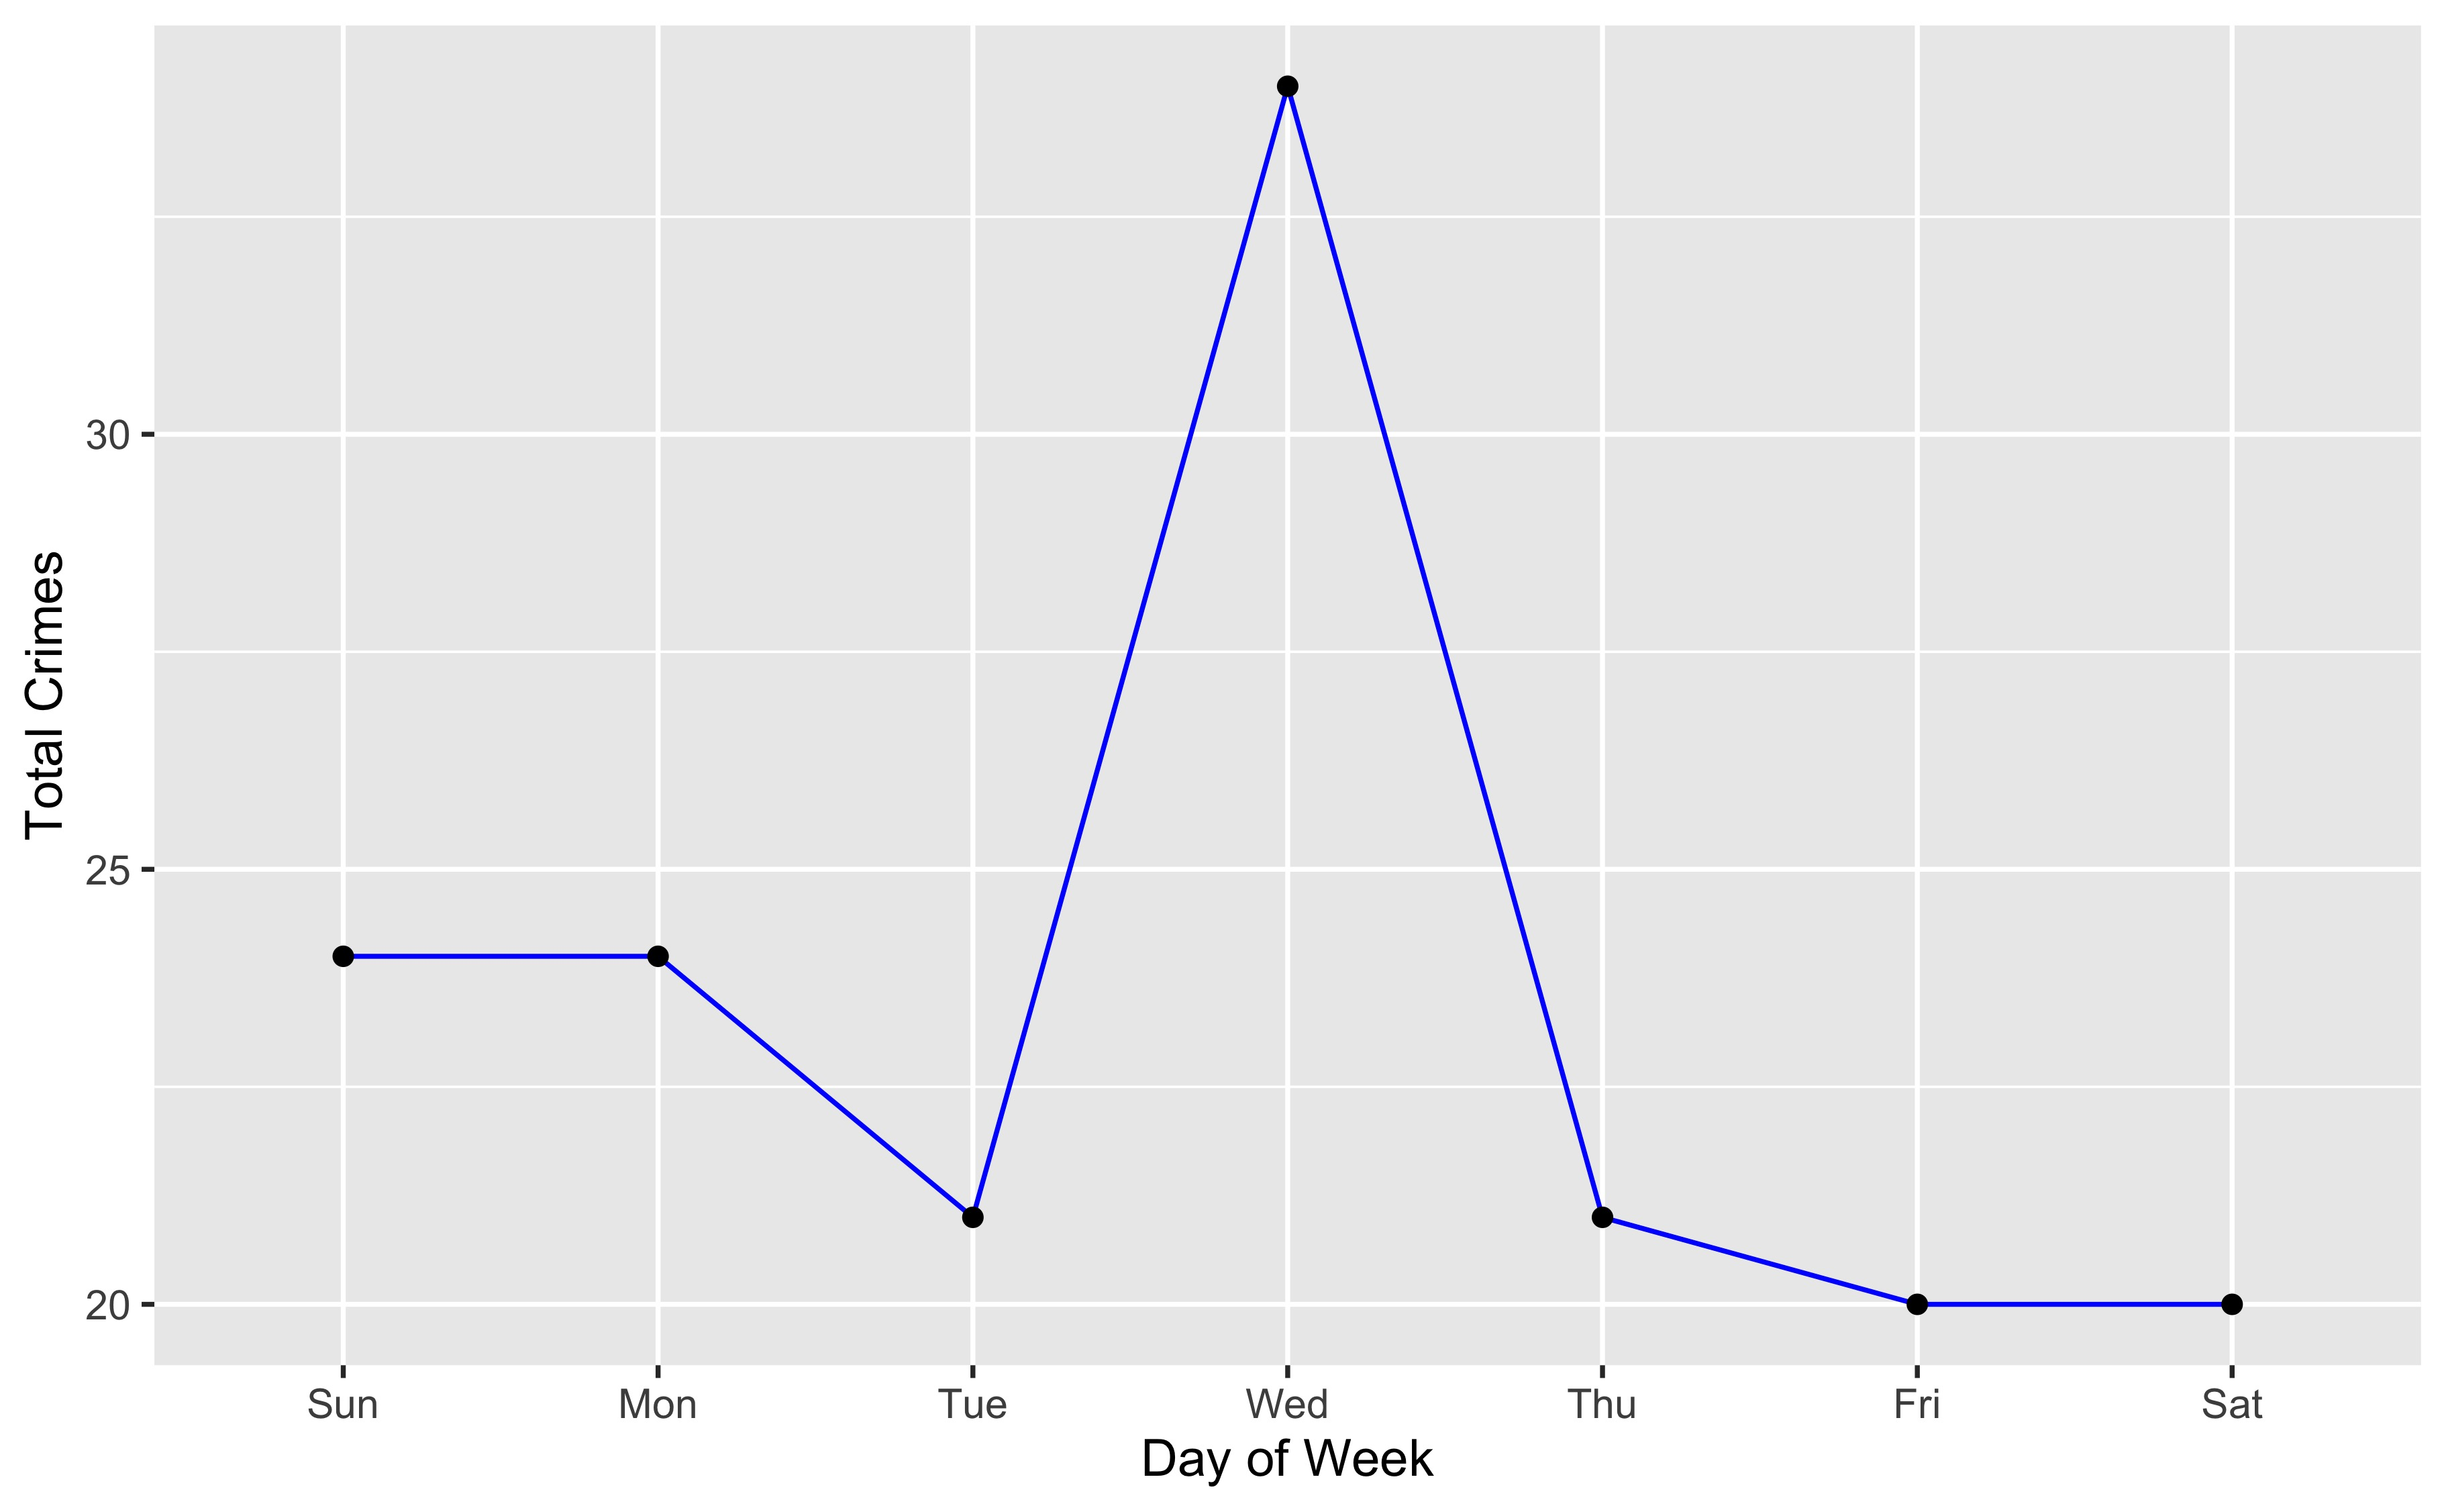 Total Crimes
30
25
20
Sun Mon Tue Wed Thu Fri Sat
Day of Week